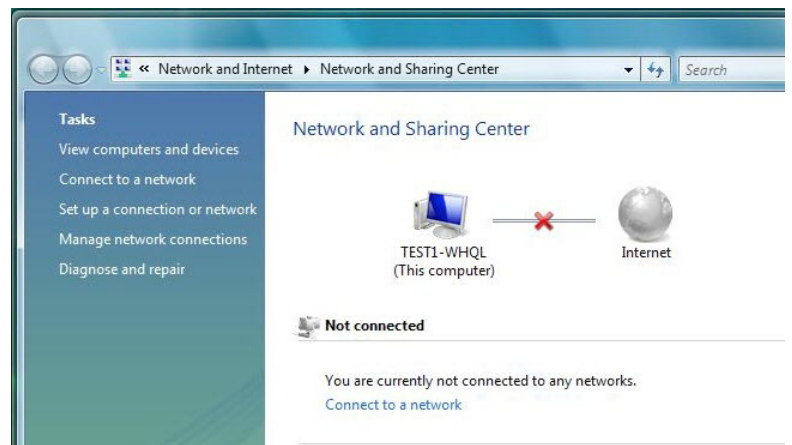 « Network and Internet ▸ Network and Sharing Center
Search
Tasks
View computers and devices
Connect to a network
Set up a connection or network
Manage network connections
Diagnose and repair
Network and Sharing Center
TEST1-WHQL
(This computer)
Internet
Not connected
You are currently not connected to any networks.
Connect to a network